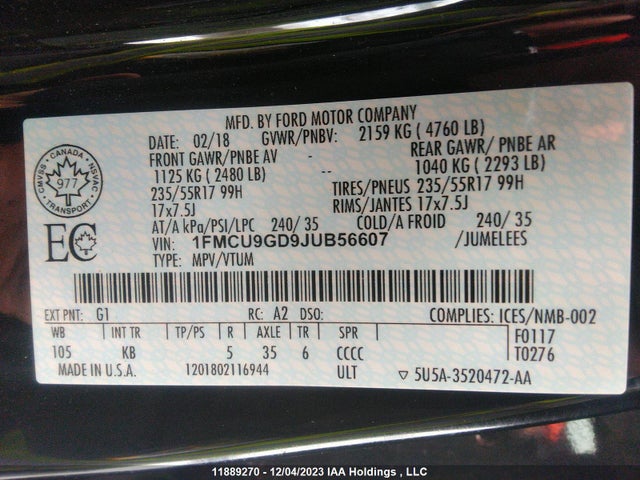 MFD. BY FORD MOTOR COMPANY
DATE: 02/18 GVWR/PNBV: 2159 KG ( 4760 LB)
FRONT GAWR/PNBE AV - REAR GAWR/ PNBE AR
1125 KG ( 2480 LB) -- 1040 KG ( 2293 LB)
235/55R17 99H TIRES/PNEUS 235/55R17 99H
17x7.5J RIMS/JANTES 17x7.5J
AT/A kPa/PSI/LPC 240/ 35 COLD/A FROID 240/ 35
VIN: 1FMCU9GD9JUB56607 /JUMELEES
TYPE: MPV/VTUM
CANADA
CMVSS NSVAC
977
TRANSPORT
EC
EXT PNT: G1 RC: A2 DSO: COMPLIES: ICES/NMB-002
WB INT TR TP/PS R AXLE TR SPR F0117
105 KB 5 35 6 CCCC T0276
MADE IN U.S.A. 1201802116944 ULT ▽ 5U5A-3520472-AA
11889270 - 12/04/2023 IAA Holdings , LLC